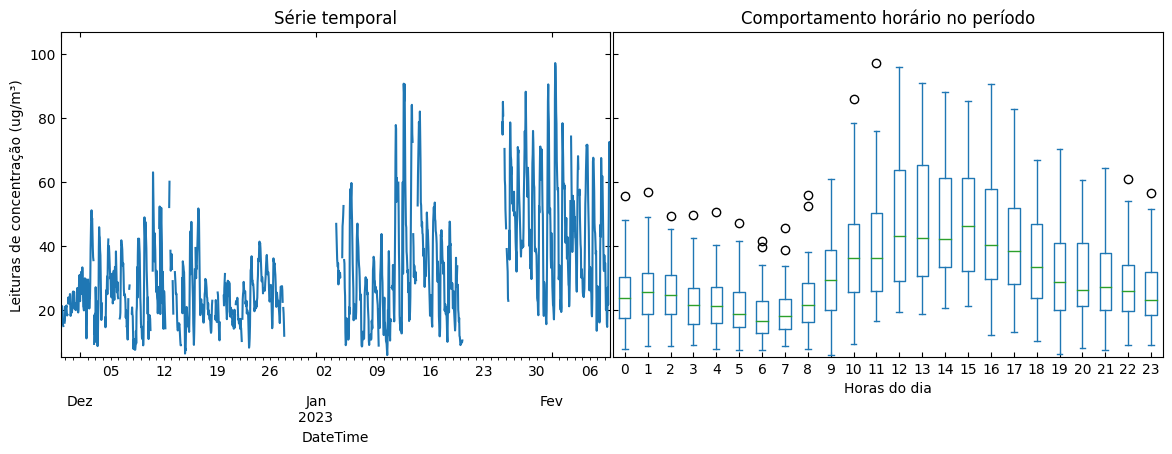 Série temporal
Comportamento horário no período
Leituras de concentração (ug/m³)
100
80
60
40
20
05 12 19 26 02 09 16 23 30 06
Dez Jan Fev
2023
DateTime
0 1 2 3 4 5 6 7 8 9 10 11 12 13 14 15 16 17 18 19 20 21 22 23
Horas do dia